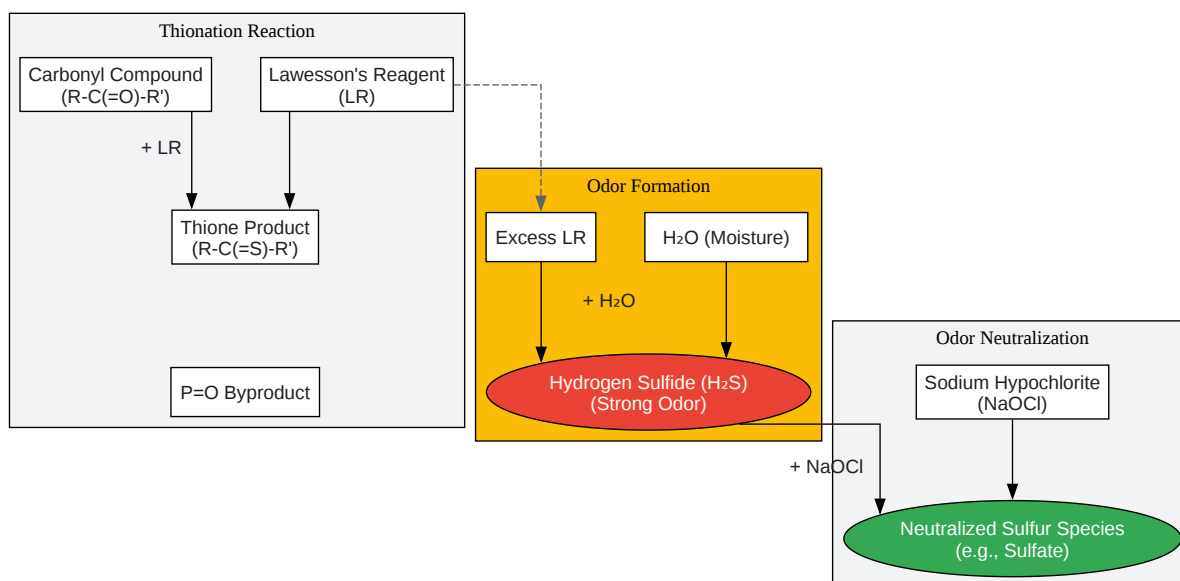 Thionation Reaction
Carbonyl Compound
(R-C(=O)-R')
Lawesson's Reagent
(LR)
+ LR
Thione Product
(R-C(=S)-R')
P=O Byproduct
Odor Formation
Excess LR
H₂O (Moisture)
+ H₂O
Hydrogen Sulfide (H₂S)
(Strong Odor)
+ NaOCl
Odor Neutralization
Sodium Hypochlorite
(NaOCl)
Neutralized Sulfur Species
(e.g., Sulfate)